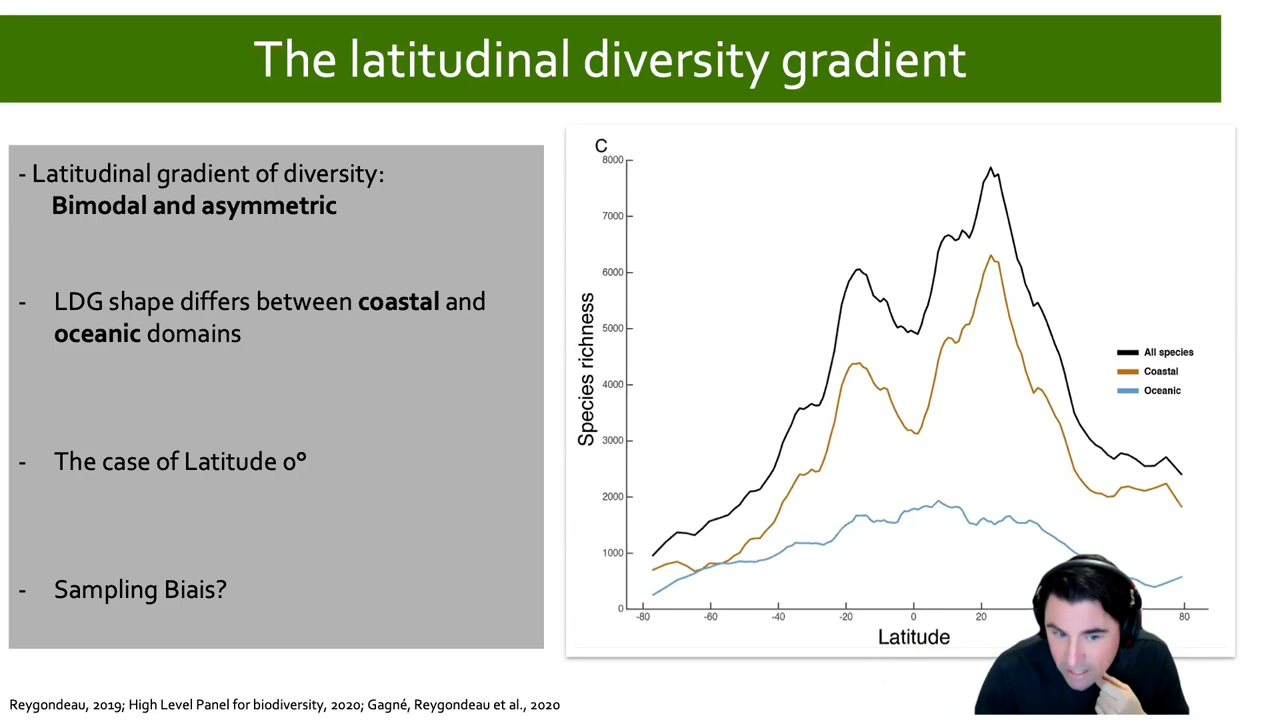 The latitudinal diversity gradient
- Latitudinal gradient of diversity:
Bimodal and asymmetric
- LDG shape differs between coastal and
oceanic domains
- The case of Latitude 0°
- Sampling Biais?
C
8000
7000
6000
5000
4000
3000
2000
1000
0
Species richness
-80 -60 -40 -20 0 20 80
Latitude
All species
Coastal
Oceanic
Reygondeau, 2019; High Level Panel for biodiversity, 2020; Gagné, Reygondeau et al., 2020